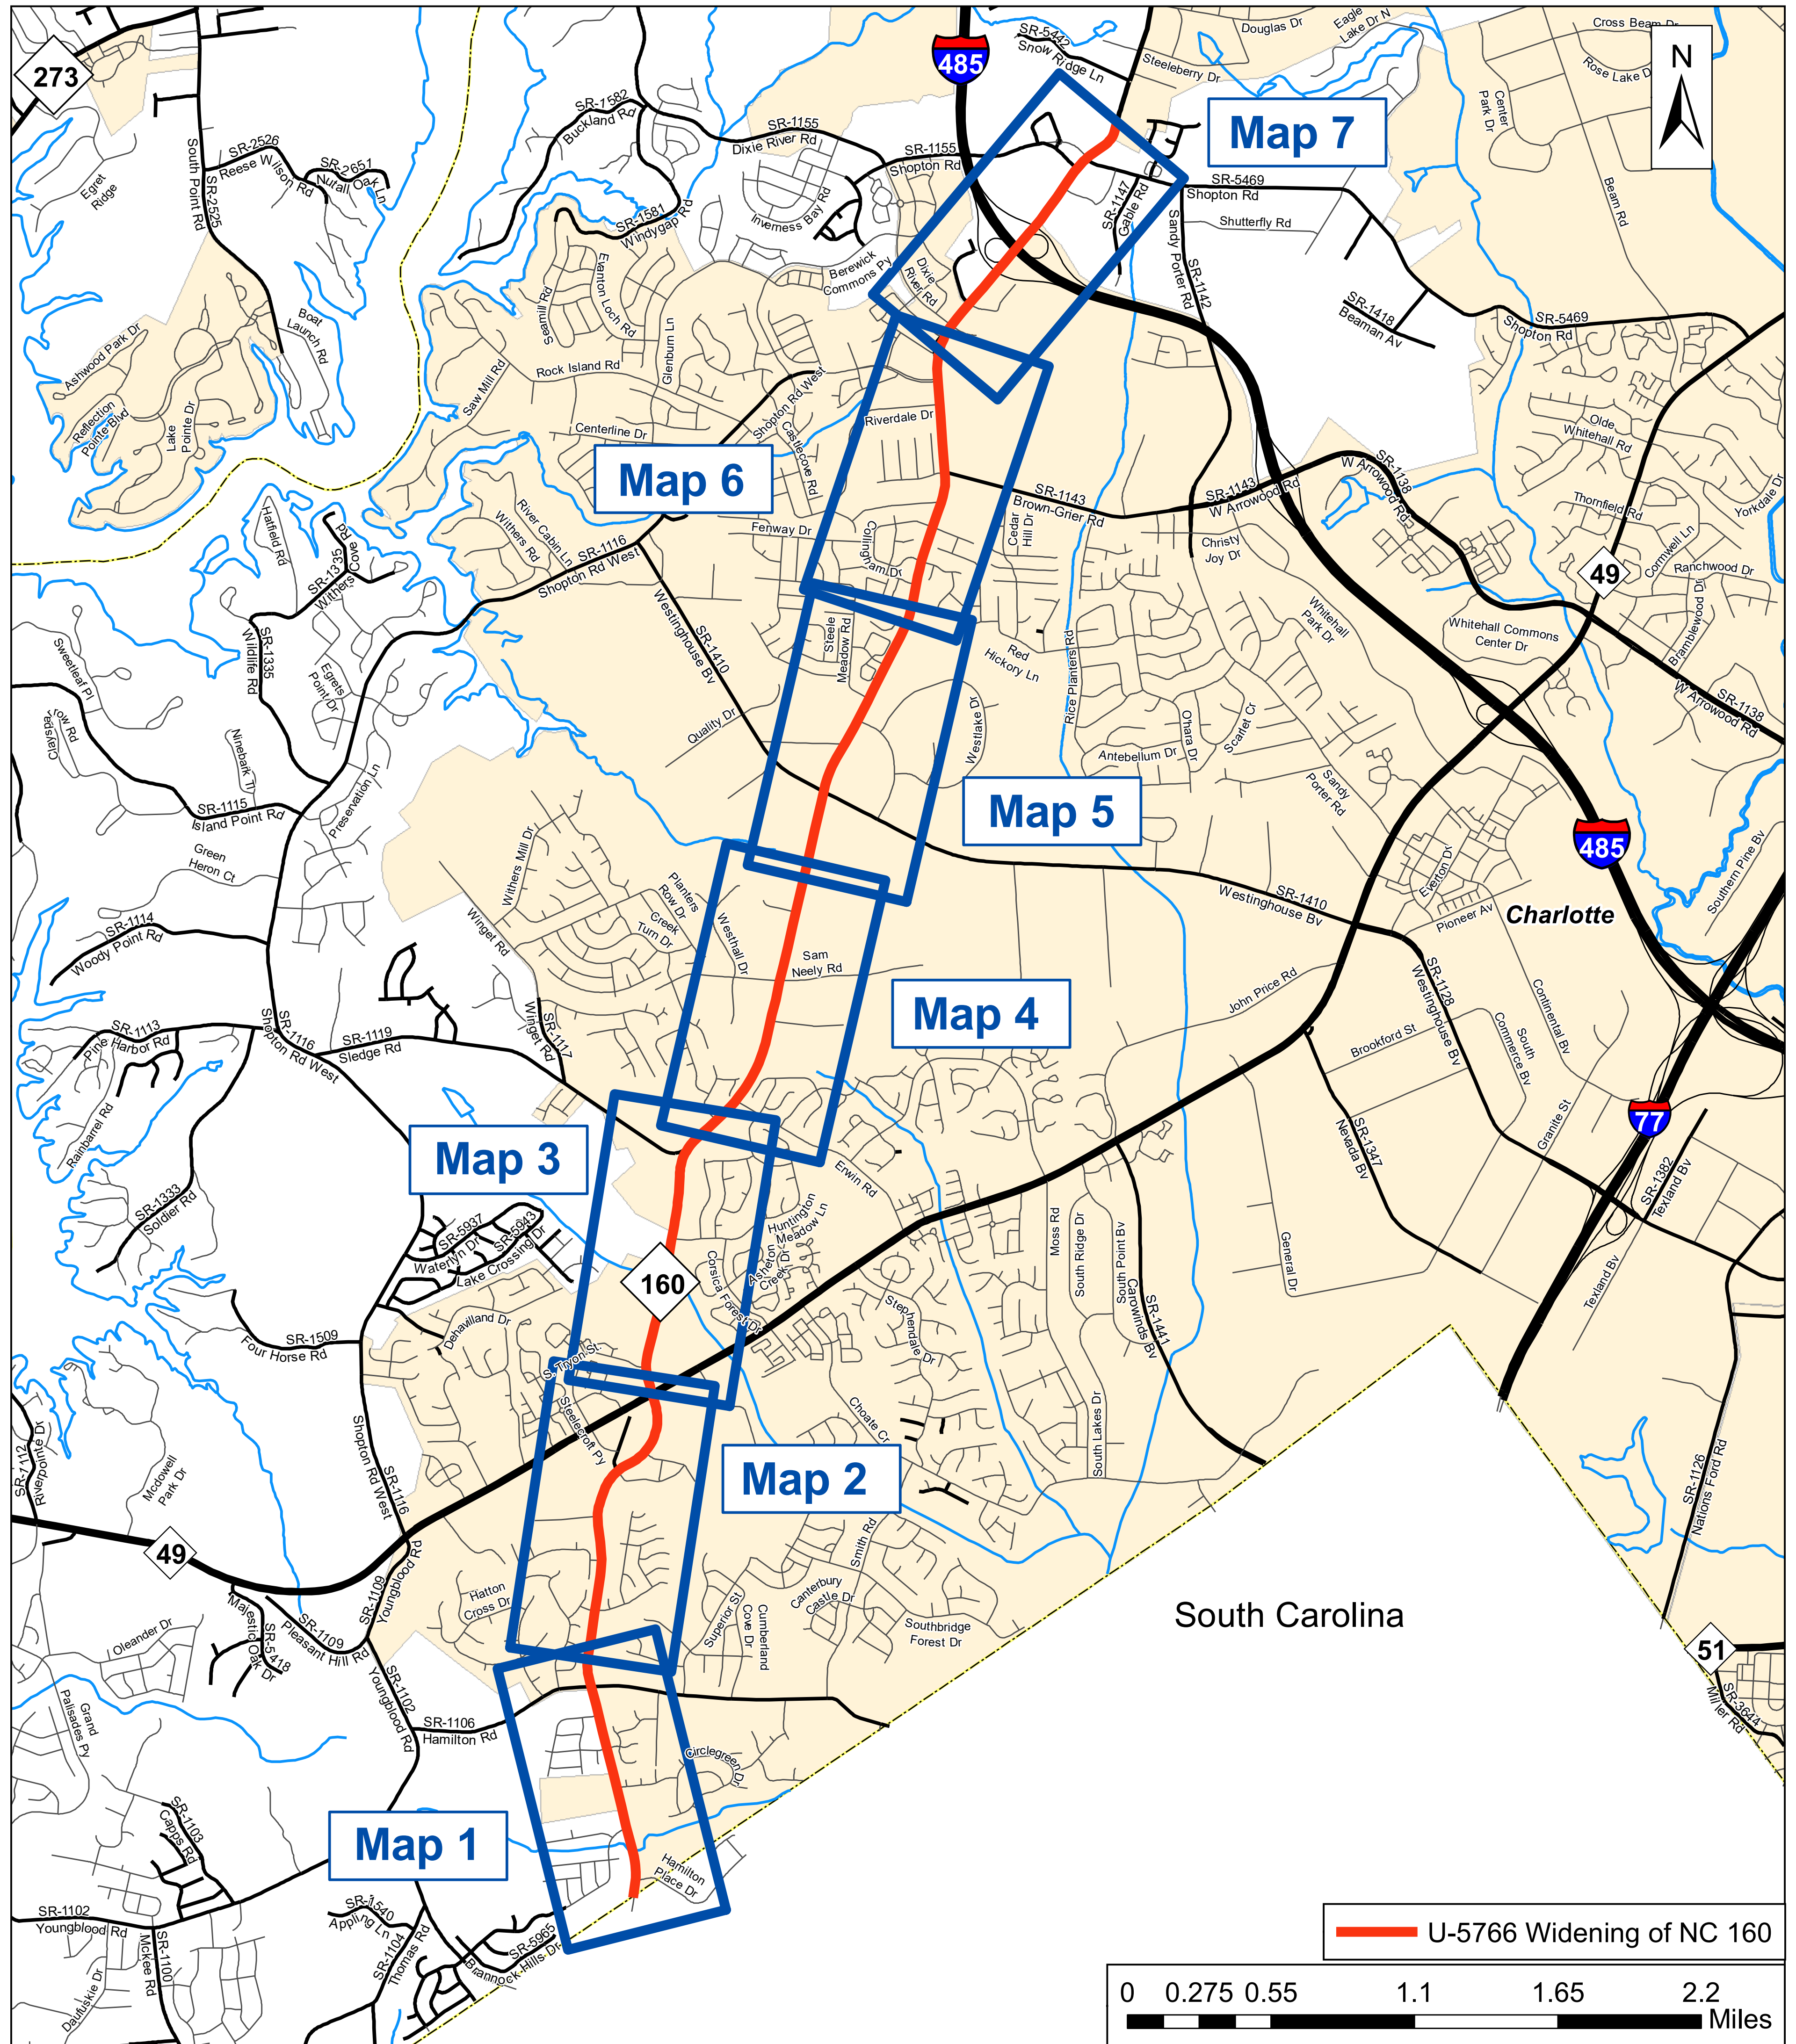 273
485
SR-5442
Snow Ridge Ln
Steeleberry Dr
Douglas Dr
Eagle
Lake Dr N
Cross Beam Dr
Rose Lake D
Center
Park Dr
Beam Rd
N
Map 7
South Point Rd
SR-2525
SR-2526
Reese Wilson Rd
SR-2651
Nutall Oak Ln
Egret
Ridge
SR-1582
Buckland Rd
SR-1155
Dixie River Rd
SR-1155
Shopton Rd
SR-1581
Windygap Rd
Inverness Bay Rd
Berewick
Commons Py
Dixie
River Rd
SR-1147
Gable Rd
SR-5469
Shopton Rd
Shutterfly Rd
Sandy Porter Rd
SR-1142
SR-1418
Beaman Av
SR-5469
Shopton Rd
Boat
Launch Rd
Ashwood Park Dr
Reflection
Pointe Blvd
Lake
Pointe Dr
Seamill Rd
Evanton Loch Rd
Glenburn Ln
Rock Island Rd
Saw Mill Rd
Centerline Dr
Shopton Rd West
Castlecove Rd
Riverdale Dr
Map 6
Olde
Whitehall Rd
Thornfield Rd
Yorkdale Dr
Cornwell Ln
Ranchwood Dr
Bramblewood Dr
49
SR-1143
Brown-Grier Rd
SR-1143
W Arrowood Rd
SR-1138
W Arrowood Rd
Cedar
Hill Dr
Christy
Joy Dr
Hatfield Rd
SR-1335
Withers Cove Rd
River Cabin Ln
Withers Rd
SR-1116
Shopton Rd West
Fenway Dr
Collingham Dr
SR-1335
Wildlife Rd
Egrets
Point Dr
Sweetleaf Pl
Westinghouse Bv
SR-1410
Steele
Meadow Rd
Red
Hickory Ln
Rice Planters Rd
Whitehall
Park Dr
Whitehall Commons
Center Dr
SR-1138
W Arrowood Rd
Quality Dr
Westlake Dr
O'hara Dr
Scarlet Cr
Antebellum Dr
Sandy
Porter Rd
Ninebark Trl
Preservation Ln
SR-1115
Island Point Rd
Green
Heron Ct
Map 5
485
Southern Pine Bv
Withers Mill Dr
Planters
Row Dr
Creek
Turn Dr
Westhall Dr
Winget Rd
Sam
Neely Rd
SR-1410
Westinghouse Bv
Everton Dr
Pioneer Av
Charlotte
SR-1114
Woody Point Rd
Map 4
John Price Rd
SR-1128
Westinghouse Bv
Continental Bv
South
Commerce Bv
Brookford St
SR-1113
Pine Harbor Rd
SR-1116
Shopton Rd West
SR-1119
Sledge Rd
Winget Rd
SR-1117
Rainbarrel Rd
Map 3
SR-1347
Nevada Bv
Granite St
77
SR-1382
Texland Bv
SR-1333
Soldier Rd
SR-5937
Waterlyn Dr
SR-5943
Lake Crossing Dr
Erwin Rd
Huntington
Meadow Ln
Asheton
Creek Dr
Corsica Forest Dr
160
Moss Rd
South Ridge Dr
South Point Bv
SR-1441
Carowinds Bv
General Dr
Texland Bv
SR-1509
Four Horse Rd
Dehavilland Dr
S. Tryon St.
Steelecroft Py
Stephendale Dr
Choate Cr
South Lakes Dr
SR-1112
Riverpointe Dr
Mcdowell
Park Dr
Shopton Rd West
SR-1116
Map 2
SR-1126
Nations Ford Rd
49
SR-1109
Youngblood Rd
Smith Rd
Hatton
Cross Dr
Superior St
Cumberland
Cove Dr
Canterbury
Castle Dr
Southbridge
Forest Dr
South Carolina
51
SR-3644
Miller Rd
Oleander Dr
Majestic Oak Dr
SR-5418
SR-1109
Pleasant Hill Rd
SR-1102
Youngblood Rd
Grand
Palisades Py
SR-1106
Hamilton Rd
Circlegreen Dr
Map 1
SR-1103
Capps Rd
Hamilton
Place Dr
SR-1102
Youngblood Rd
SR-1540
Appling Ln
SR-1104
Thomas Rd
SR-5965
Brannock Hills Dr
Mckee Rd
SR-1100
Daufuskie Dr
U-5766 Widening of NC 160
0 0.275 0.55 1.1 1.65 2.2
Miles